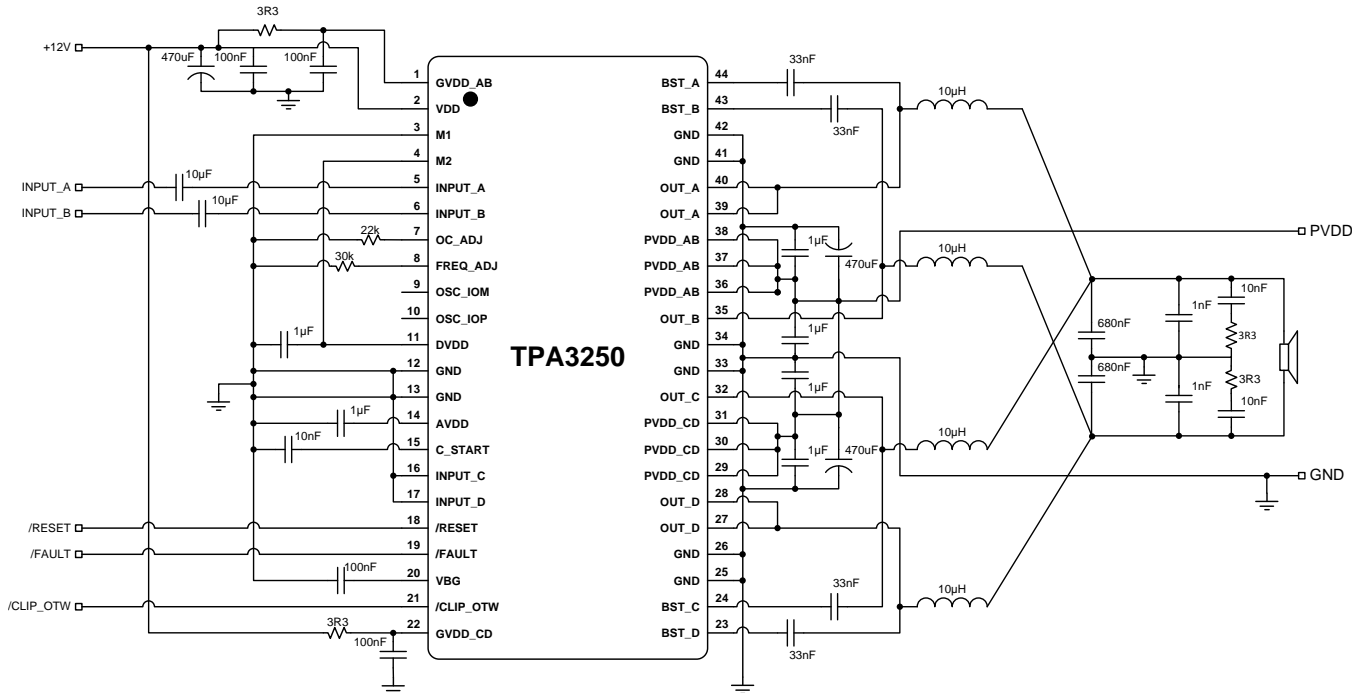 3R3
+12V
470uF
100nF
100nF
1
GVDD_AB
2
VDD
3
M1
4
M2
INPUT_A
10µF
5
INPUT_A
INPUT_B
10µF
6
INPUT_B
22k
7
OC_ADJ
30k
8
FREQ_ADJ
9
OSC_IOM
10
OSC_IOP
1µF
11
DVDD
12
GND
13
GND
1µF
14
AVDD
10nF
15
C_START
16
INPUT_C
17
INPUT_D
/RESET
18
/RESET
/FAULT
19
/FAULT
100nF
20
VBG
/CLIP_OTW
21
/CLIP_OTW
3R3
100nF
22
GVDD_CD
TPA3250
BST_A
44
33nF
BST_B
43
33nF
GND
42
GND
41
OUT_A
40
OUT_A
39
PVDD_AB
38
PVDD_AB
37
PVDD_AB
36
OUT_B
35
GND
34
GND
33
OUT_C
32
PVDD_CD
31
PVDD_CD
30
PVDD_CD
29
OUT_D
28
OUT_D
27
GND
26
GND
25
BST_C
24
33nF
BST_D
23
33nF
1µF
470uF
1µF
1µF
1µF
470uF
10µH
10µH
10µH
10µH
PVDD
680nF
680nF
1nF
1nF
10nF
3R3
3R3
10nF
GND